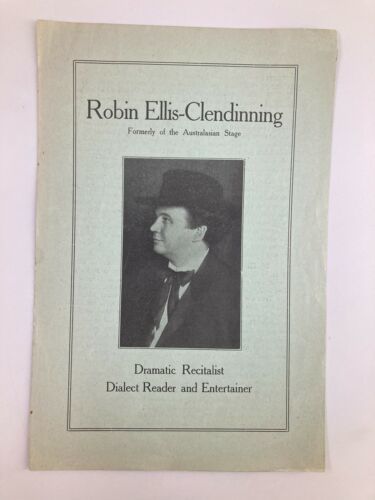 Robin Ellis-Clendinning
Formerly of the Australasian Stage
Dramatic Recitalist
Dialect Reader and Entertainer